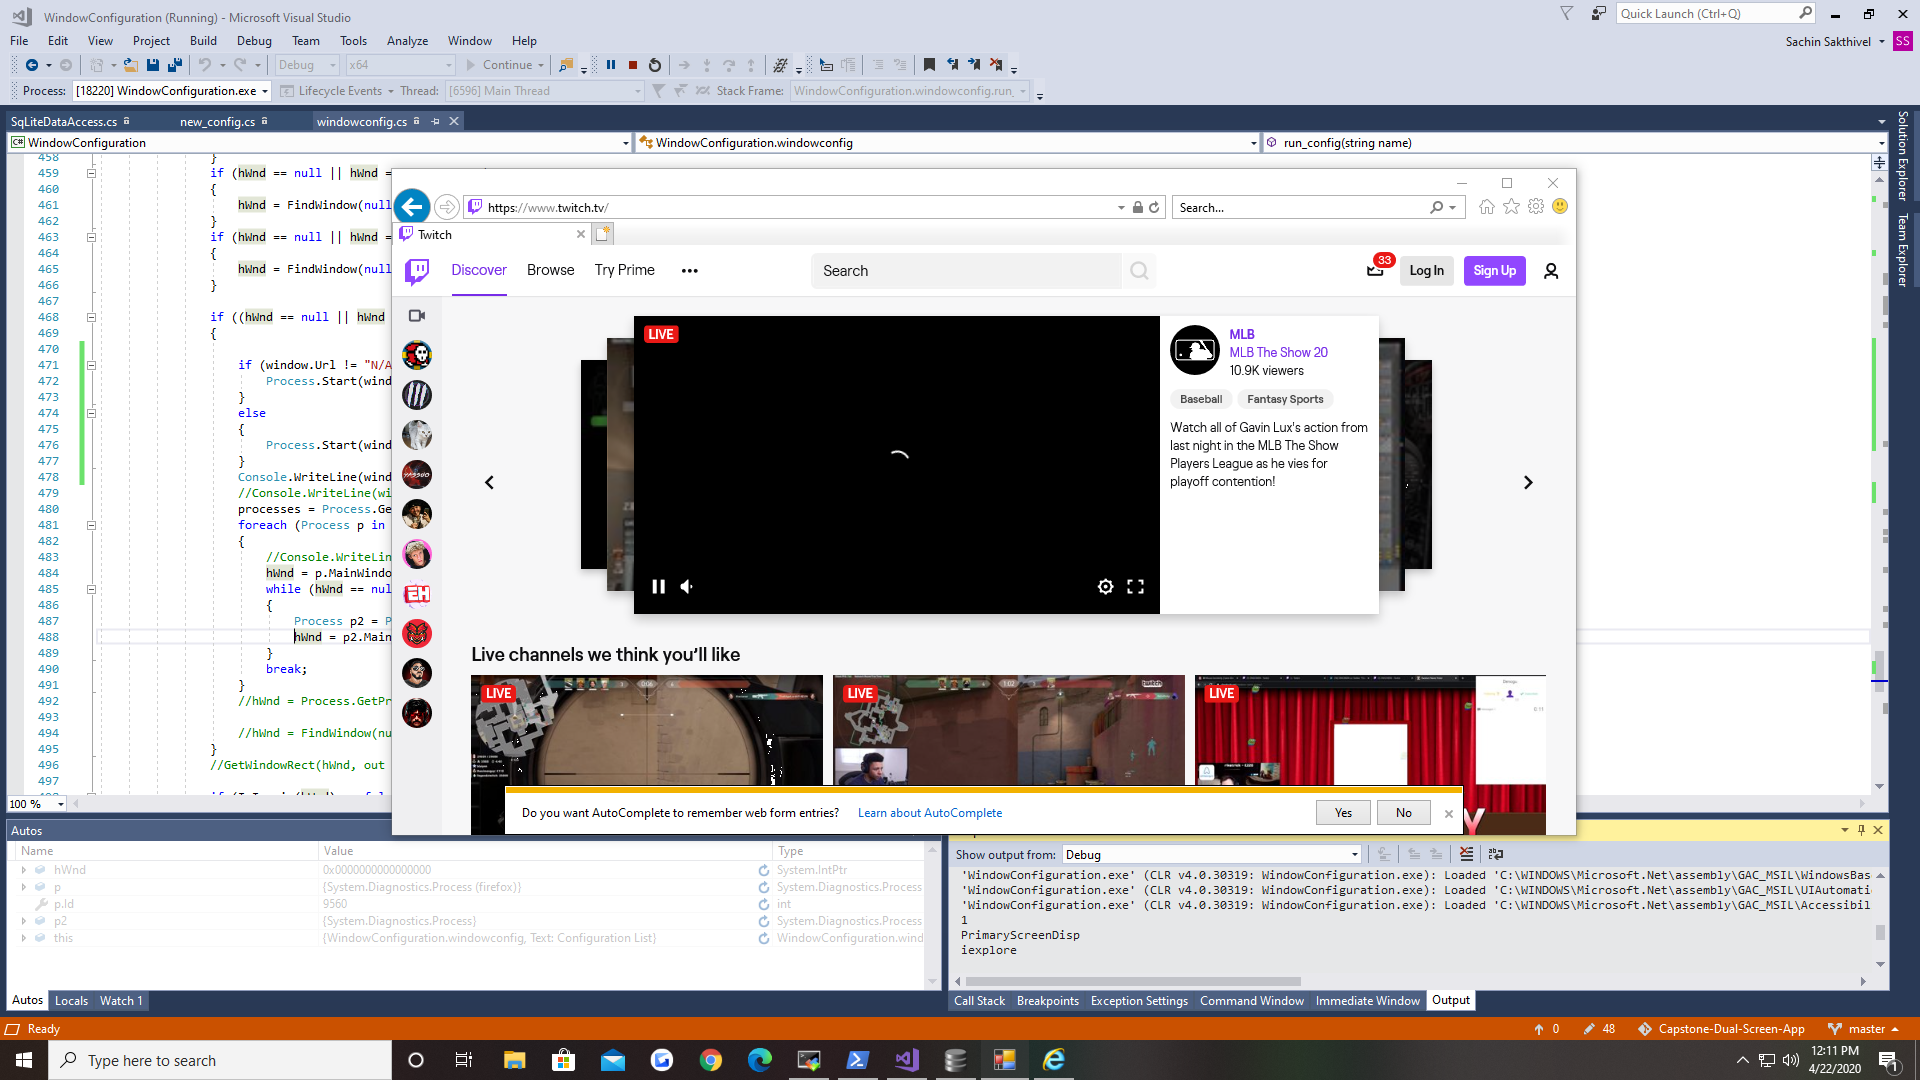 WindowConfiguration (Running) - Microsoft Visual Studio
Quick Launch (Ctrl+Q)
File Edit View Project Build Debug Team Tools Analyze Window Help
Sachin Sakthivel SS
Debug x64 Continue
Process: [18220] WindowConfiguration.exe Lifecycle Events Thread: [6596] Main Thread Stack Frame: WindowConfiguration.windowconfig.run_
SqLiteDataAccess.cs new_config.cs windowconfig.cs
C# WindowConfiguration WindowConfiguration.windowconfig run_config(string name)
Solution Explorer
Team Explorer
458 }
459 if (hWnd == null || hWnd =
460 {
461 hWnd = FindWindow(null
462 }
463 if (hWnd == null || hWnd =
464 {
465 hWnd = FindWindow(null
466 }
467
468 if ((hWnd == null || hWnd
469 {
470
471 if (window.Url != "N/A
472 Process.Start(wind
473 }
474 else
475 {
476 Process.Start(wind
477 }
478 Console.WriteLine(wind
479 //Console.WriteLine(wi
480 processes = Process.Ge
481 foreach (Process p in
482 {
483 //Console.WriteLin
484 hWnd = p.MainWindo
485 while (hWnd == nul
486 {
487 Process p2 = P
488 hWnd = p2.Main
489 }
490 break;
491 }
492 //hWnd = Process.GetPr
493
494 //hWnd = FindWindow(nu
495 }
496 //GetWindowRect(hWnd, out
497
100 %
https://www.twitch.tv/
Search...
Twitch
Discover Browse Try Prime ••• Search 33 Log In Sign Up
LIVE
MLB
MLB The Show 20
10.9K viewers
Baseball Fantasy Sports
Watch all of Gavin Lux's action from
last night in the MLB The Show
Players League as he vies for
playoff contention!
EH
Live channels we think you'll like
LIVE LIVE LIVE
0:06 1:02 twitch
Do you want AutoComplete to remember web form entries? Learn about AutoComplete Yes No
Autos
Name Value Type
hWnd 0x0000000000000000 System.IntPtr
p {System.Diagnostics.Process (firefox)} System.Diagnostics.Process
p.Id 9560 int
p2 {System.Diagnostics.Process} System.Diagnostics.Process
this {WindowConfiguration.windowconfig, Text: Configuration List} WindowConfiguration.wind
Autos Locals Watch 1
Show output from: Debug
'WindowConfiguration.exe' (CLR v4.0.30319: WindowConfiguration.exe): Loaded 'C:\WINDOWS\Microsoft.Net\assembly\GAC_MSIL\WindowsBas
'WindowConfiguration.exe' (CLR v4.0.30319: WindowConfiguration.exe): Loaded 'C:\WINDOWS\Microsoft.Net\assembly\GAC_MSIL\UIAutomati
'WindowConfiguration.exe' (CLR v4.0.30319: WindowConfiguration.exe): Loaded 'C:\WINDOWS\Microsoft.Net\assembly\GAC_MSIL\Accessibil
1
PrimaryScreenDisp
iexplore
Call Stack Breakpoints Exception Settings Command Window Immediate Window Output
Ready
0 48 Capstone-Dual-Screen-App master
Type here to search
12:11 PM
4/22/2020
1